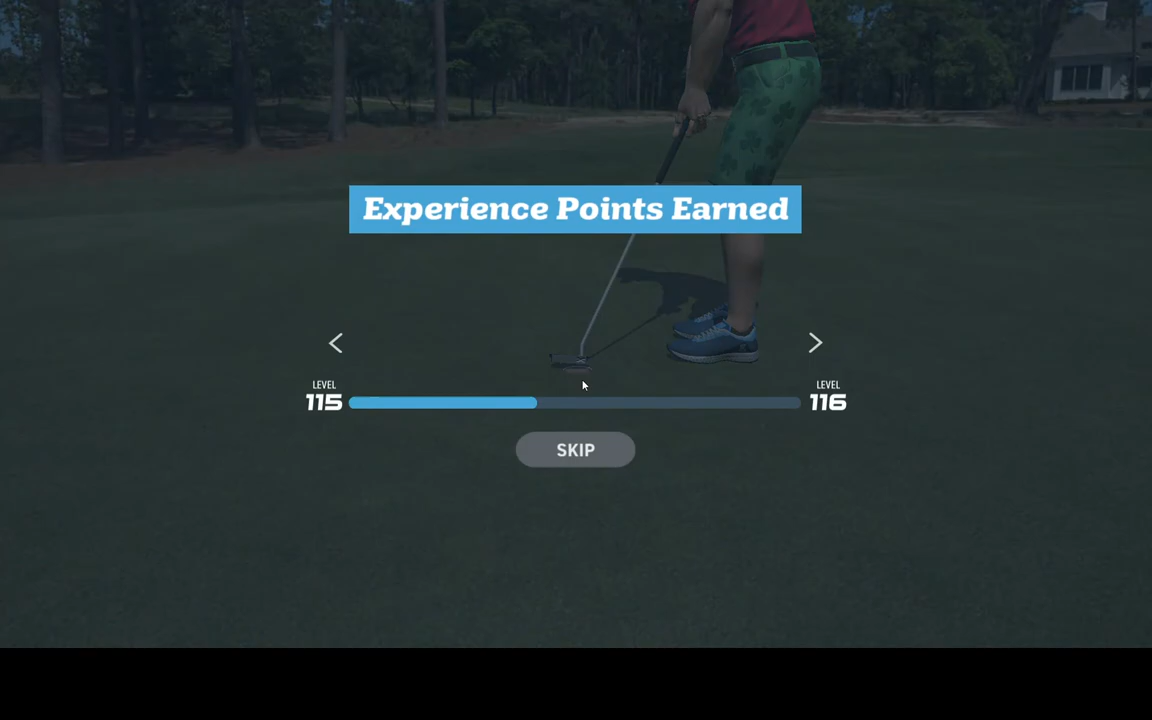 Experience Points Earned
LEVEL
115
LEVEL
116
SKIP